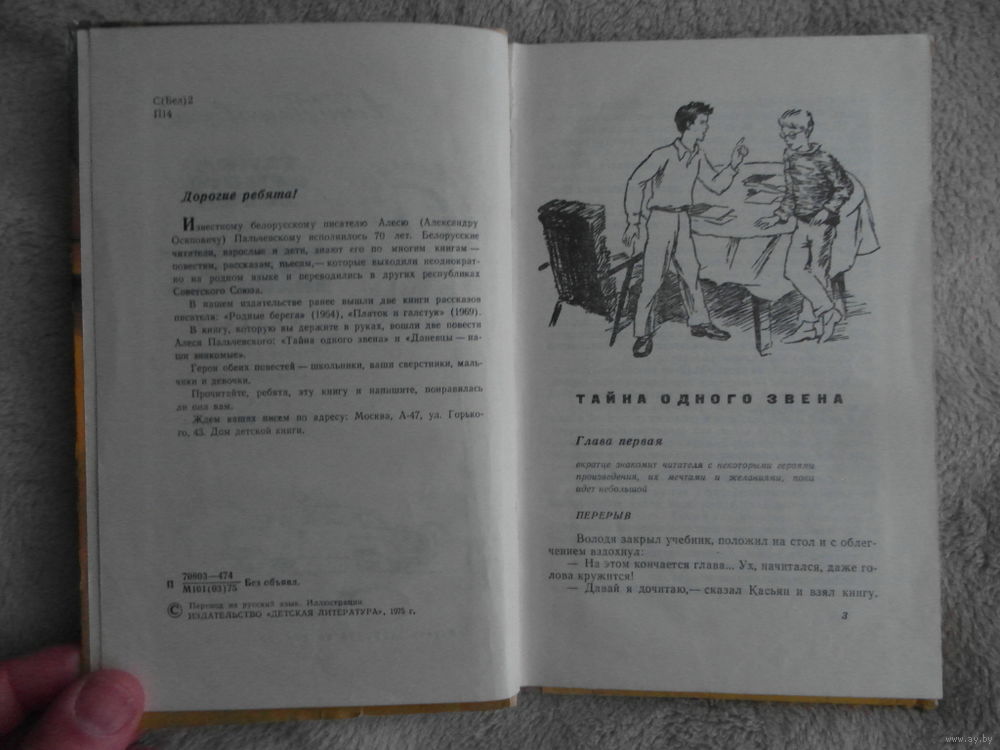 С(Бел)2
П14
Дорогие ребята!
Известному белорусскому писателю Алесю (Александру
Осиповичу) Пальчевскому исполнилось 70 лет. Белорусские
читатели, взрослые и дети, знают его по многим книгам —
повестям, рассказам, пьесам,— которые выходили неоднократ-
но на родном языке и переводились в других республиках
Советского Союза.
В нашем издательстве ранее вышли две книги рассказов
писателя: «Родные берега» (1954), «Платок и галстук» (1969).
В книгу, которую вы держите в руках, вошли две повести
Алеся Пальчевского: «Тайна одного звена» и «Даневцы — на-
ши знакомые».
Герои обеих повестей — школьники, ваши сверстники, маль-
чики и девочки.
Прочитайте, ребята, эту книгу и напишите, понравилась
ли она вам.
Ждем ваших писем по адресу: Москва, А-47, ул. Горько-
го, 43. Дом детской книги.
П 70803—474
М101(03)75 Без объявл.
© Перевод на русский язык. Иллюстрации
ИЗДАТЕЛЬСТВО «ДЕТСКАЯ ЛИТЕРАТУРА», 1975 г.
ТАЙНА ОДНОГО ЗВЕНА
Глава первая
вкратце знакомит читателя с некоторыми героями
произведения, их мечтами и желаниями, пока
идет небольшой
ПЕРЕРЫВ
Володя закрыл учебник, положил на стол и с облег-
чением вздохнул:
— На этом кончается глава... Ух, начитался, даже го-
лова кружится!
— Давай я дочитаю,— сказал Касьян и взял книгу.
3
www.ay.by